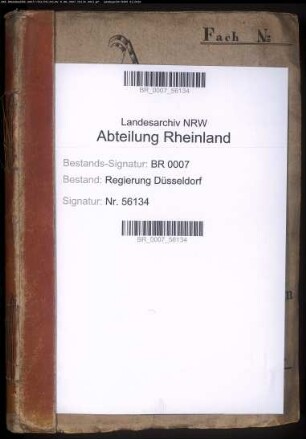 Fach №
BR_0007_56134
Landesarchiv NRW
Abteilung Rheinland
Bestands-Signatur: BR 0007
Bestand: Regierung Düsseldorf
Signatur: Nr. 56134
BR_0007_56134